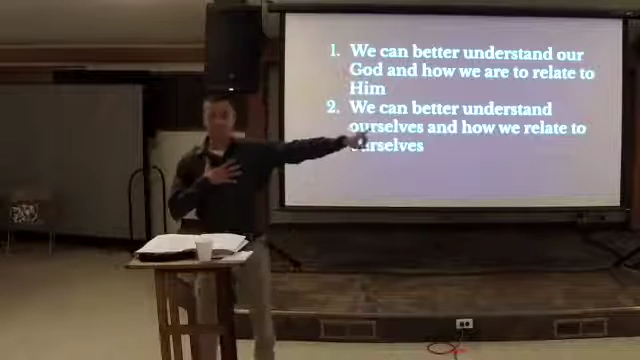 1. We can better understand our
God and how we are to relate to
Him
2. We can better understand
ourselves and how we relate to
ourselves